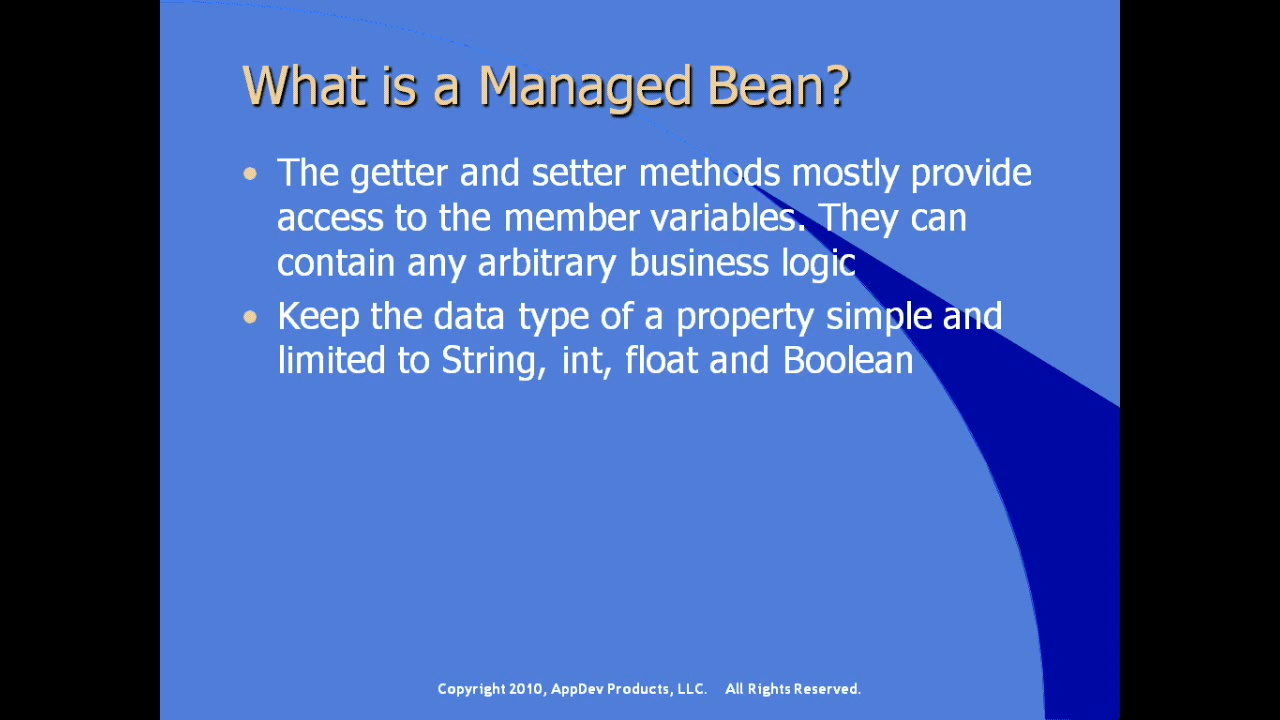 What is a Managed Bean?
• The getter and setter methods mostly provide
access to the member variables. They can
contain any arbitrary business logic
• Keep the data type of a property simple and
limited to String, int, float and Boolean
Copyright 2010, AppDev Products, LLC. All Rights Reserved.